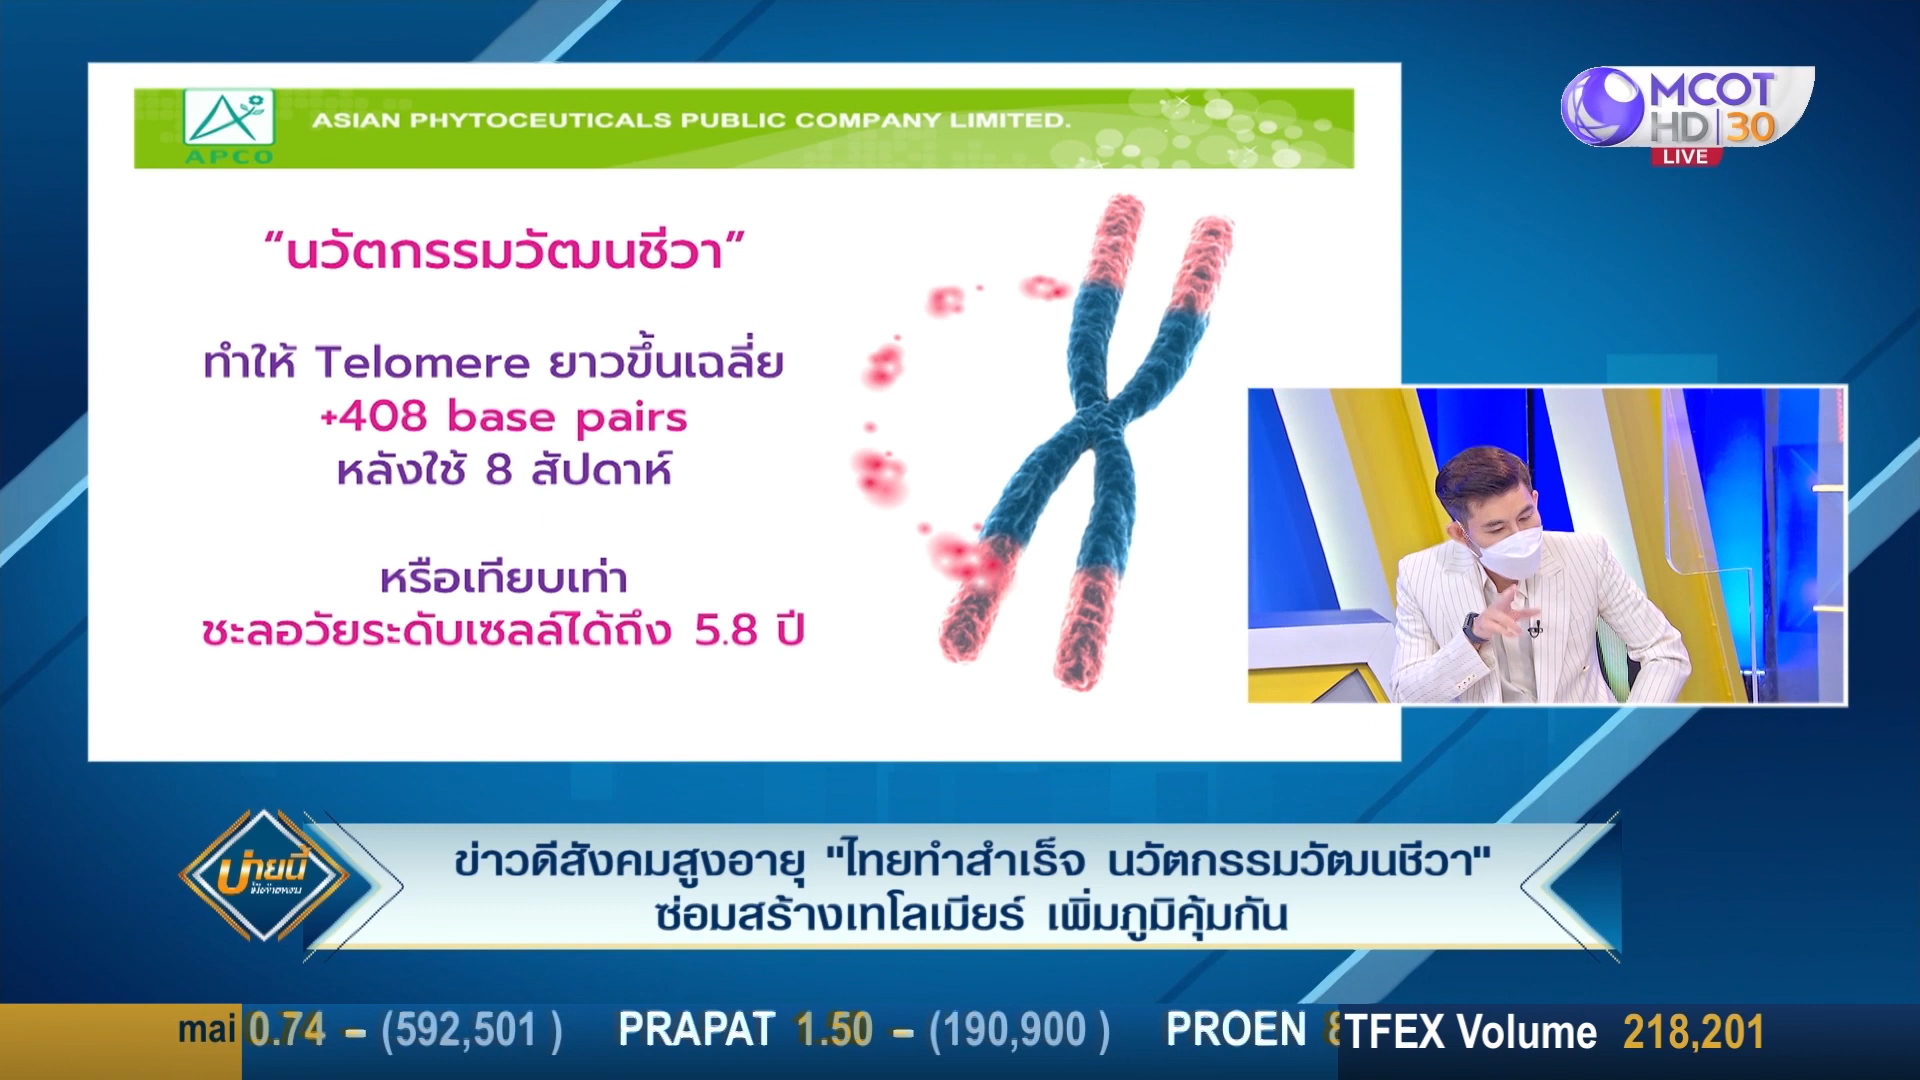 APCO
ASIAN PHYTOCEUTICALS PUBLIC COMPANY LIMITED.
MCOT
HD 30
LIVE
“นวัตกรรมวัฒนชีวา”
ทำให้ Telomere ยาวขึ้นเฉลี่ย
+408 base pairs
หลังใช้ 8 สัปดาห์
หรือเทียบเท่า
ชะลอวัยระดับเซลล์ได้ถึง 5.8 ปี
บ่ายนี้
ข่าวดีสังคมสูงอายุ "ไทยทำสำเร็จ นวัตกรรมวัฒนชีวา"
ซ่อมสร้างเทโลเมียร์ เพิ่มภูมิคุ้มกัน
mai 0.74 – (592,501 ) PRAPAT 1.50 – (190,900 ) PROEN TFEX Volume 218,201